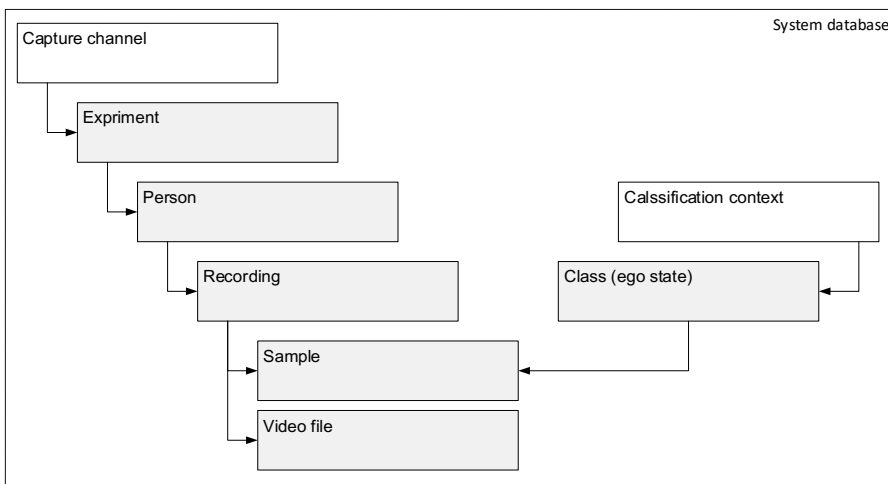 System database
Capture channel
Expriment
Person
Calssification context
Recording
Class (ego state)
Sample
Video file